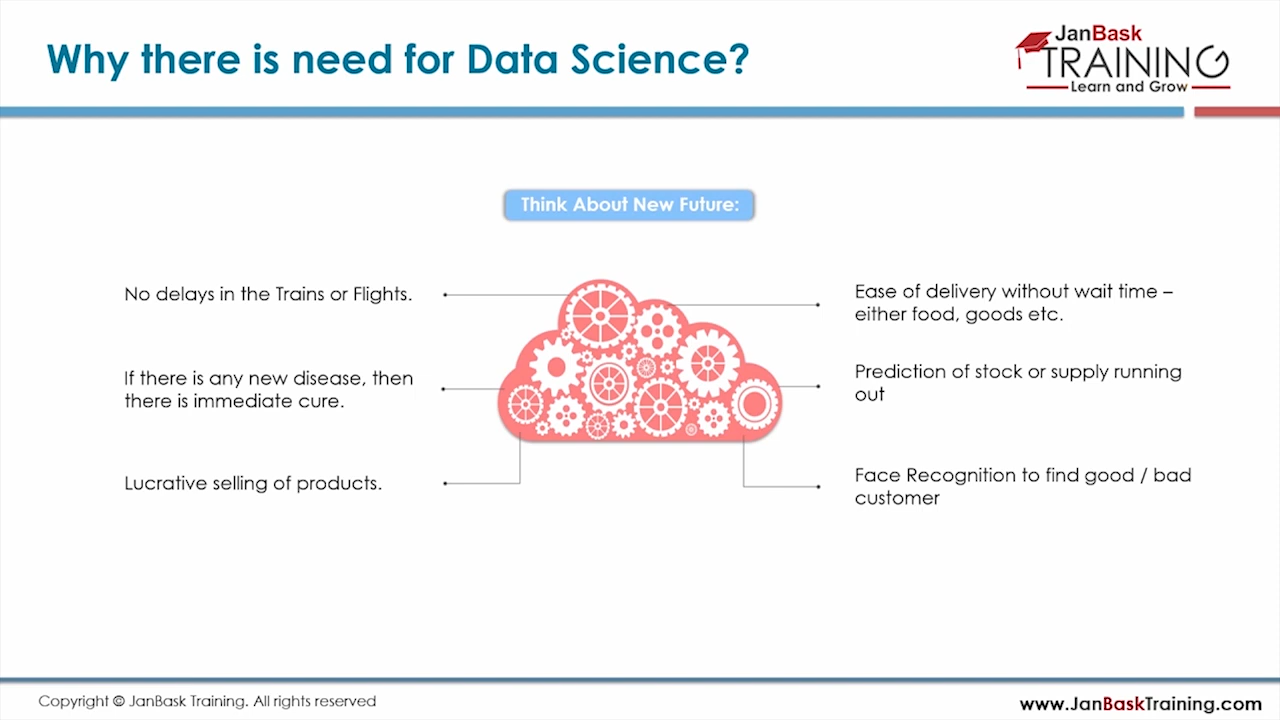 Why there is need for Data Science?
JanBask
TRAINING
Learn and Grow
Think About New Future:
No delays in the Trains or Flights.
If there is any new disease, then
there is immediate cure.
Lucrative selling of products.
Ease of delivery without wait time –
either food, goods etc.
Prediction of stock or supply running
out
Face Recognition to find good / bad
customer
Copyright © JanBask Training. All rights reserved
www.JanBaskTraining.com